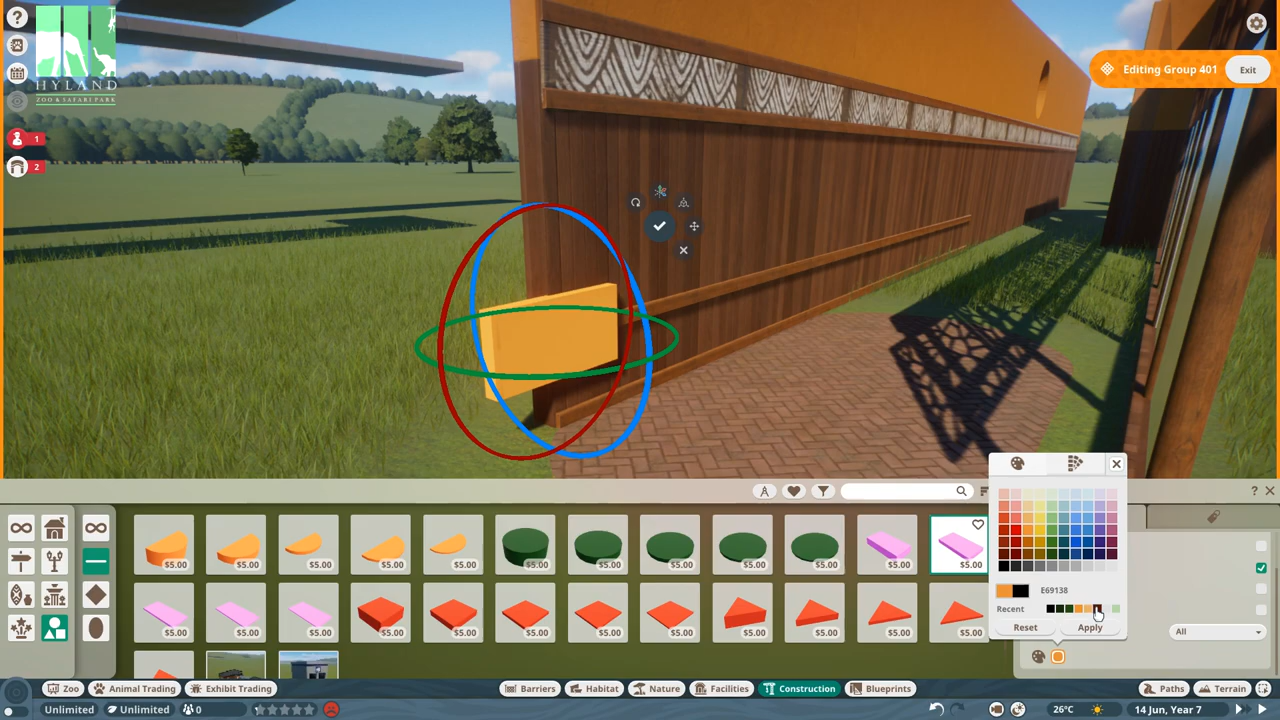 HYLAND
ZOO & SAFARI PARK
Editing Group 401
Exit
1
2
?
$5.00 $5.00 $5.00 $5.00 $5.00 $5.00 $5.00 $5.00 $5.00 $5.00 $5.00 $5.00
$5.00 $5.00 $5.00 $5.00 $5.00 $5.00 $5.00 $5.00 $5.00 $5.00 $5.00 $5.00
E69138
Recent
Reset
Apply
All
Zoo
Animal Trading
Exhibit Trading
Barriers
Habitat
Nature
Facilities
Construction
Blueprints
Paths
Terrain
Unlimited
Unlimited
0
26°C
14 Jun, Year 7